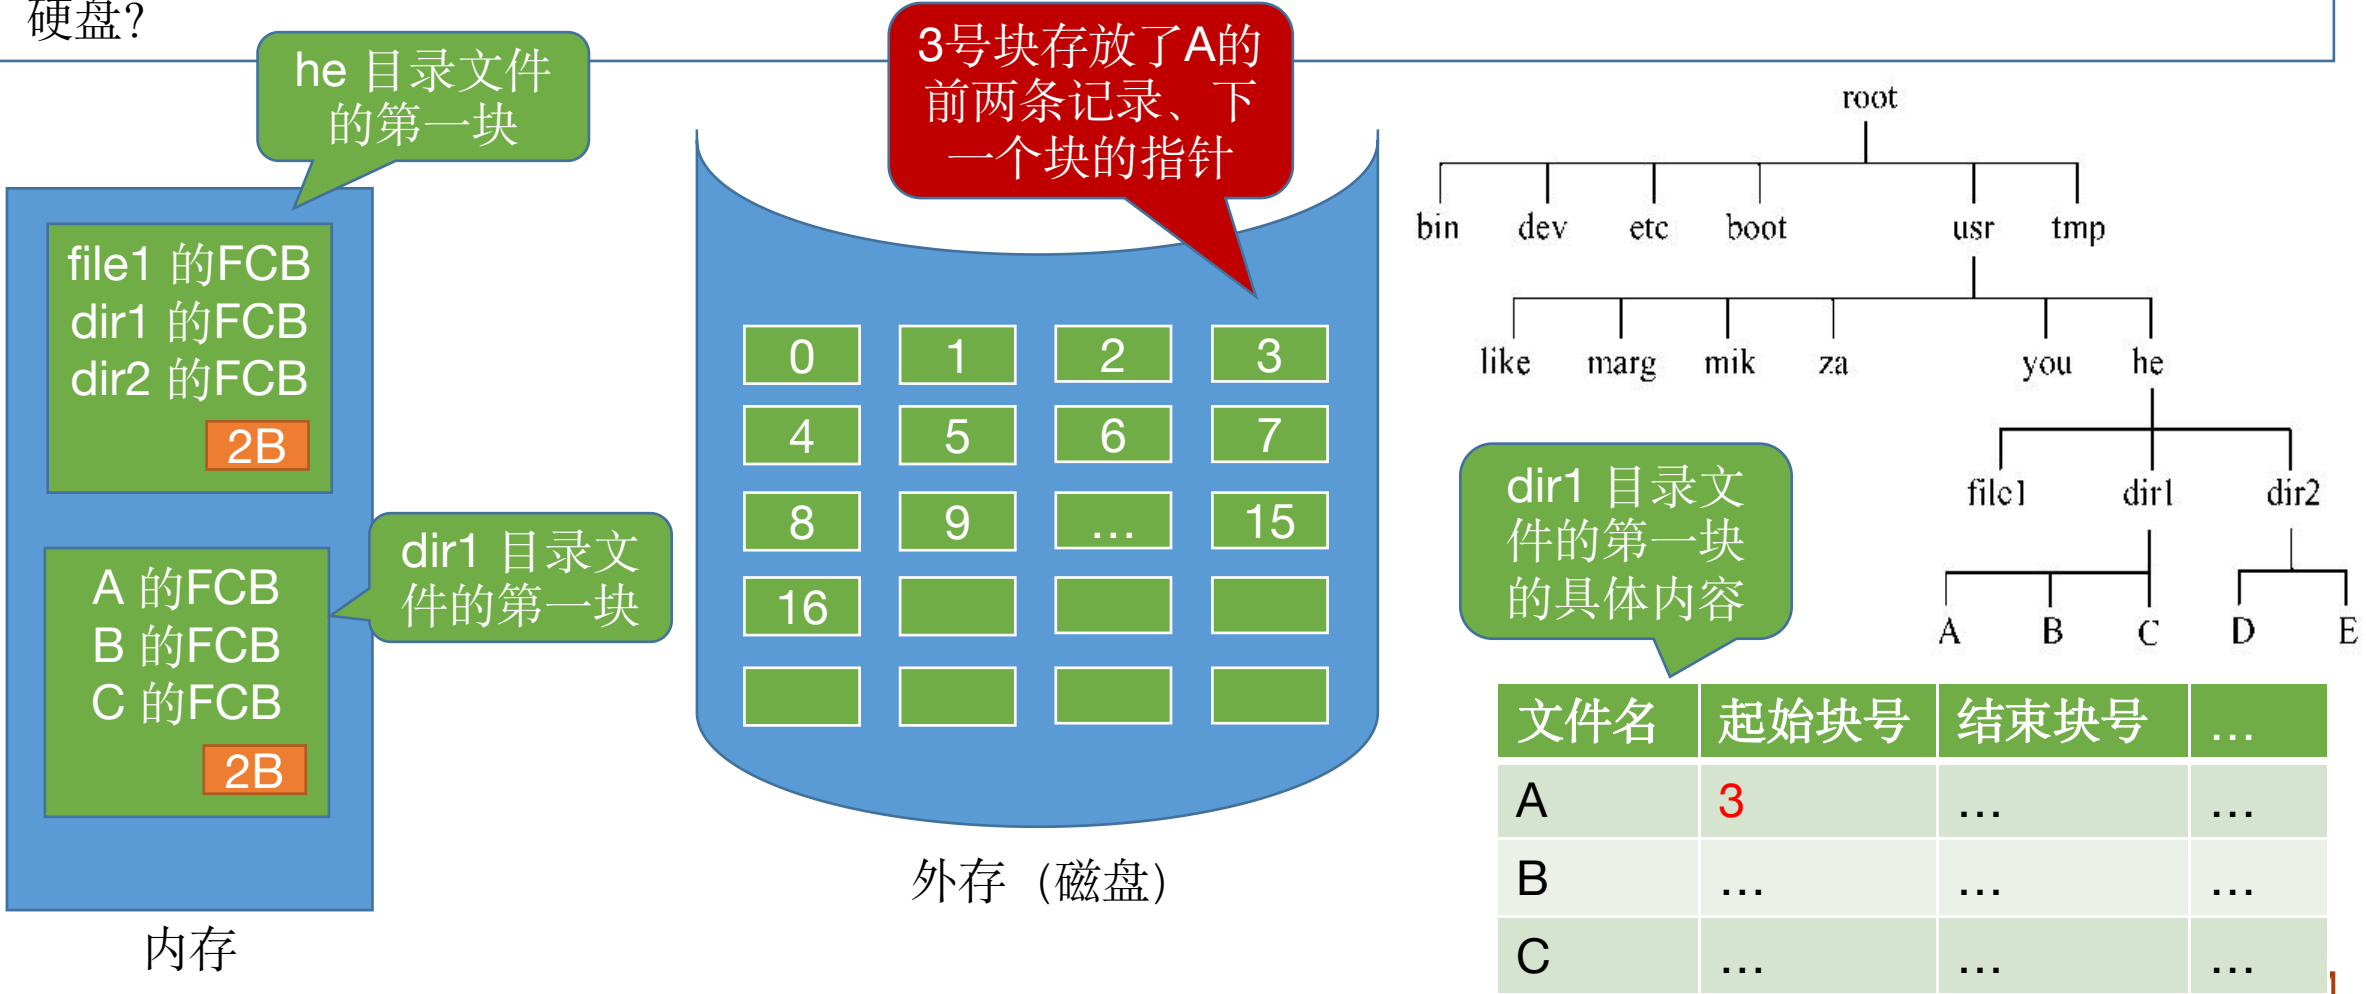 硬盘?
he 目录文件
的第一块
file1 的FCB
dir1 的FCB
dir2 的FCB
2B
A 的FCB
B 的FCB
C 的FCB
2B
dir1 目录文
件的第一块
内存
3号块存放了A的
前两条记录、下
一个块的指针
0 1 2 3
4 5 6 7
8 9 ... 15
16
外存（磁盘）
root
bin dev etc boot usr tmp
like marg mik za you he
file1 dir1 dir2
A B C D E
dir1 目录文
件的第一块
的具体内容
文件名 起始块号 结束块号 ...
A 3 ... ...
B ... ... ...
C ... ... ...